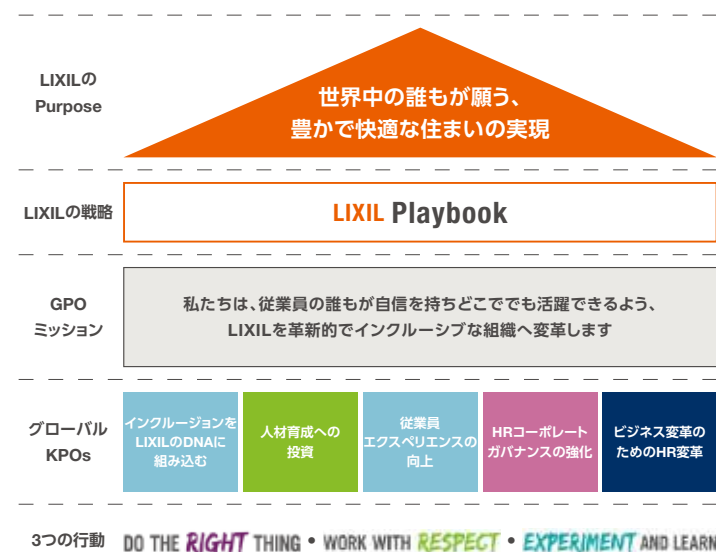 LIXILの
Purpose
世界中の誰もが願う、
豊かで快適な住まいの実現
LIXILの戦略
LIXIL Playbook
GPO
ミッション
私たちは、従業員の誰もが自信を持ちどこででも活躍できるよう、
LIXILを革新的でインクルーシブな組織へ変革します
グローバル
KPOs
インクルージョンを
LIXILのDNAに
組み込む
人材育成への
投資
従業員
エクスペリエンスの
向上
HRコーポレート
ガバナンスの強化
ビジネス変革の
ためのHR変革
3つの行動
DO THE RIGHT THING • WORK WITH RESPECT • EXPERIMENT AND LEARN